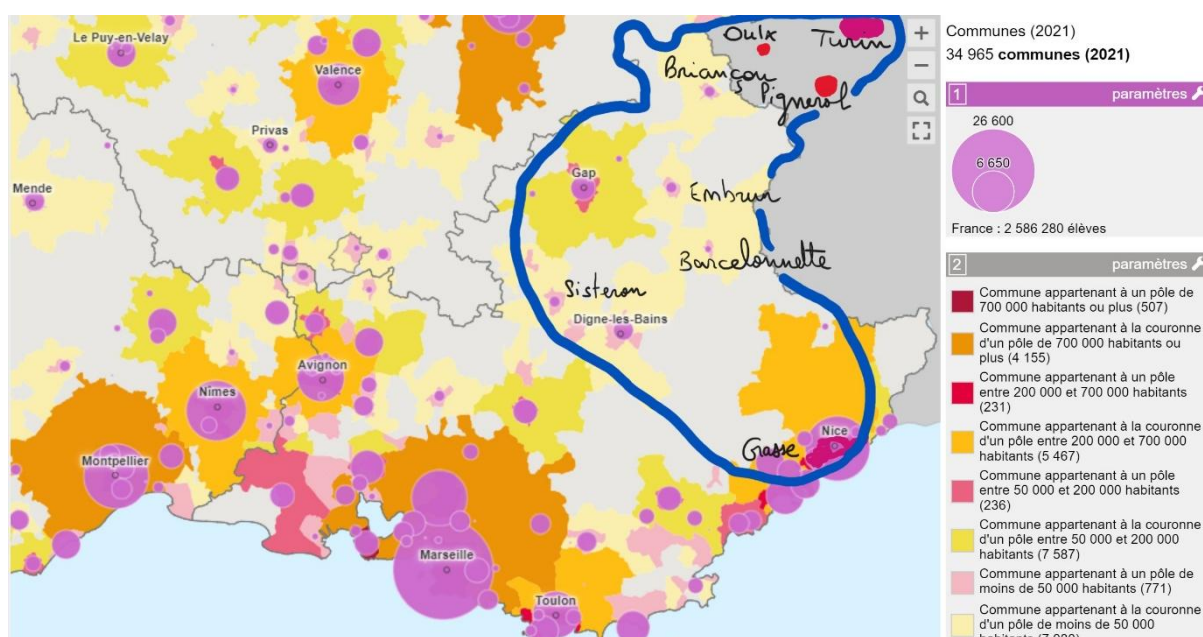 Le Puy-en-Velay
Valence
Privas
Mende
Gap
Sisteron
Digne-les-Bains
Avignon
Nîmes
Montpellier
Marseille
Toulon
Nice
Grasse
Oulx
Turin
Briançon
Pignerol
Embrun
Barcelonnette
+
−
Communes (2021)
34 965 communes (2021)
1
paramètres
26 600
6 650
France : 2 586 280 élèves
2
paramètres
Commune appartenant à un pôle de
700 000 habitants ou plus (507)
Commune appartenant à la couronne
d'un pôle de 700 000 habitants ou
plus (4 155)
Commune appartenant à un pôle
entre 200 000 et 700 000 habitants
(231)
Commune appartenant à la couronne
d'un pôle entre 200 000 et 700 000
habitants (5 467)
Commune appartenant à un pôle
entre 50 000 et 200 000 habitants
(236)
Commune appartenant à la couronne
d'un pôle entre 50 000 et 200 000
habitants (7 587)
Commune appartenant à un pôle de
moins de 50 000 habitants (771)
Commune appartenant à la couronne
d'un pôle de moins de 50 000